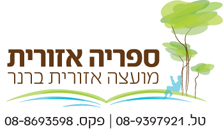 ספריה אזורית
מועצה אזורית ברנר
טל. 08-9397921 | פקס. 08-8693598